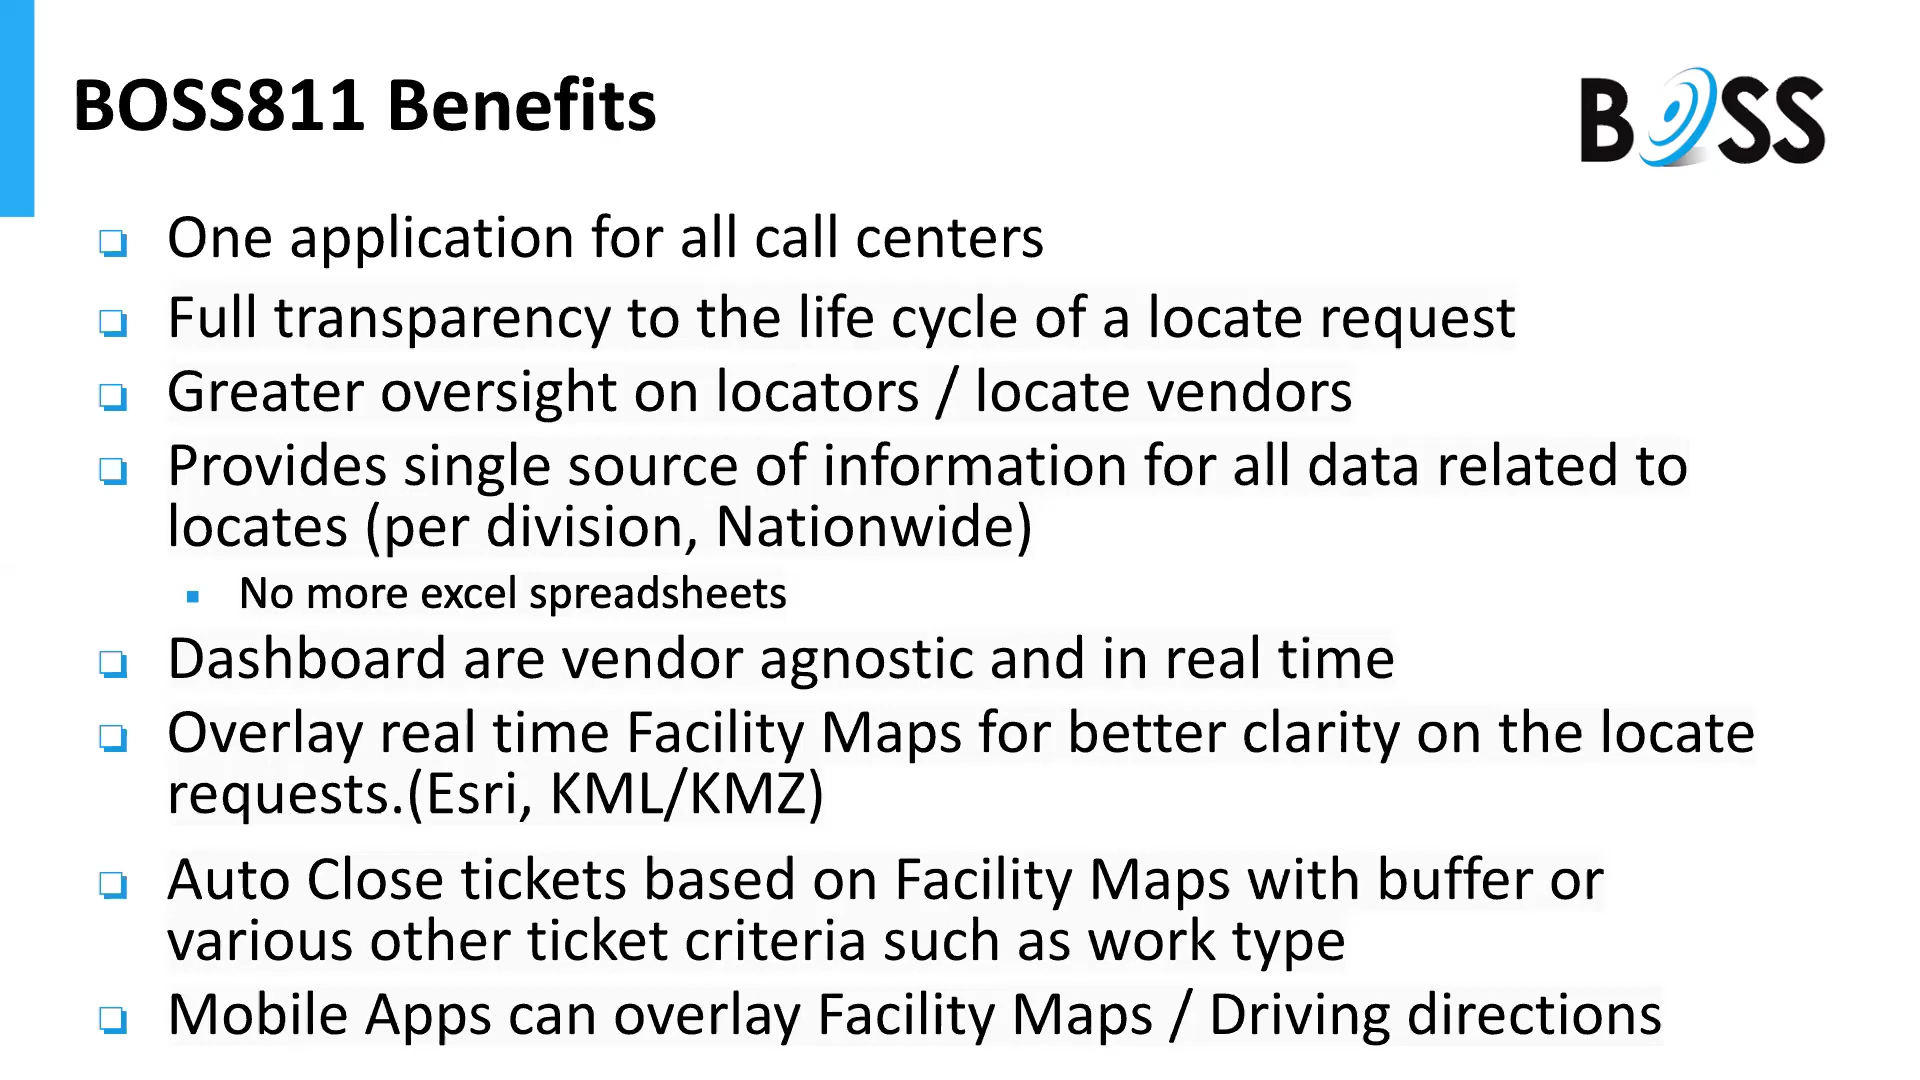 BOSS811 Benefits
BOSS
One application for all call centers
Full transparency to the life cycle of a locate request
Greater oversight on locators / locate vendors
Provides single source of information for all data related to
locates (per division, Nationwide)
No more excel spreadsheets
Dashboard are vendor agnostic and in real time
Overlay real time Facility Maps for better clarity on the locate
requests.(Esri, KML/KMZ)
Auto Close tickets based on Facility Maps with buffer or
various other ticket criteria such as work type
Mobile Apps can overlay Facility Maps / Driving directions